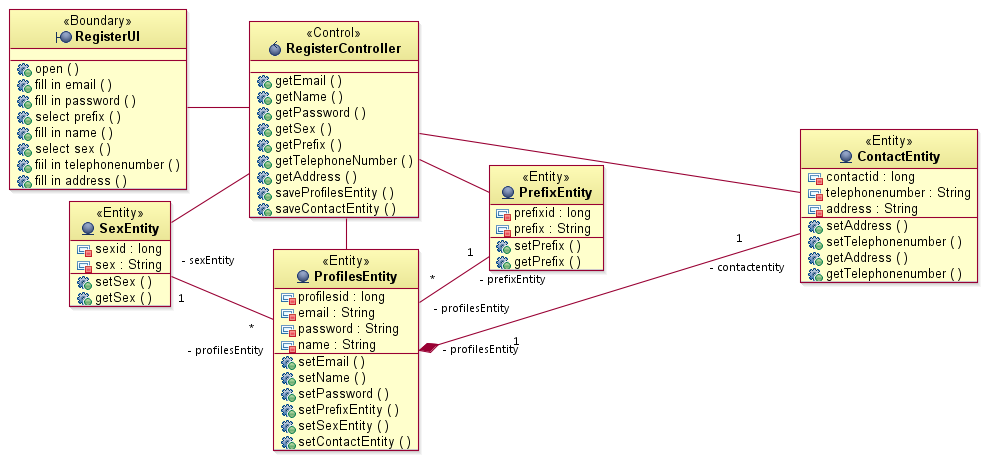 «Boundary»
RegisterUI
open ( )
fill in email ( )
fill in password ( )
select prefix ( )
fill in name ( )
select sex ( )
fiil in telephonenumber ( )
fill in address ( )
«Control»
RegisterController
getEmail ( )
getName ( )
getPassword ( )
getSex ( )
getPrefix ( )
getTelephoneNumber ( )
getAddress ( )
saveProfilesEntity ( )
saveContactEntity ( )
«Entity»
ContactEntity
contactid : long
telephonenumber : String
address : String
setAddress ( )
setTelephonenumber ( )
getAddress ( )
getTelephonenumber ( )
«Entity»
PrefixEntity
prefixid : long
prefix : String
setPrefix ( )
getPrefix ( )
«Entity»
SexEntity
sexid : long
sex : String
setSex ( )
getSex ( )
«Entity»
ProfilesEntity
profilesid : long
email : String
password : String
name : String
setEmail ( )
setName ( )
setPassword ( )
setPrefixEntity ( )
setSexEntity ( )
setContactEntity ( )
- sexEntity
1
*
- profilesEntity
1
- prefixEntity
*
- profilesEntity
1
- contactentity
1
- profilesEntity